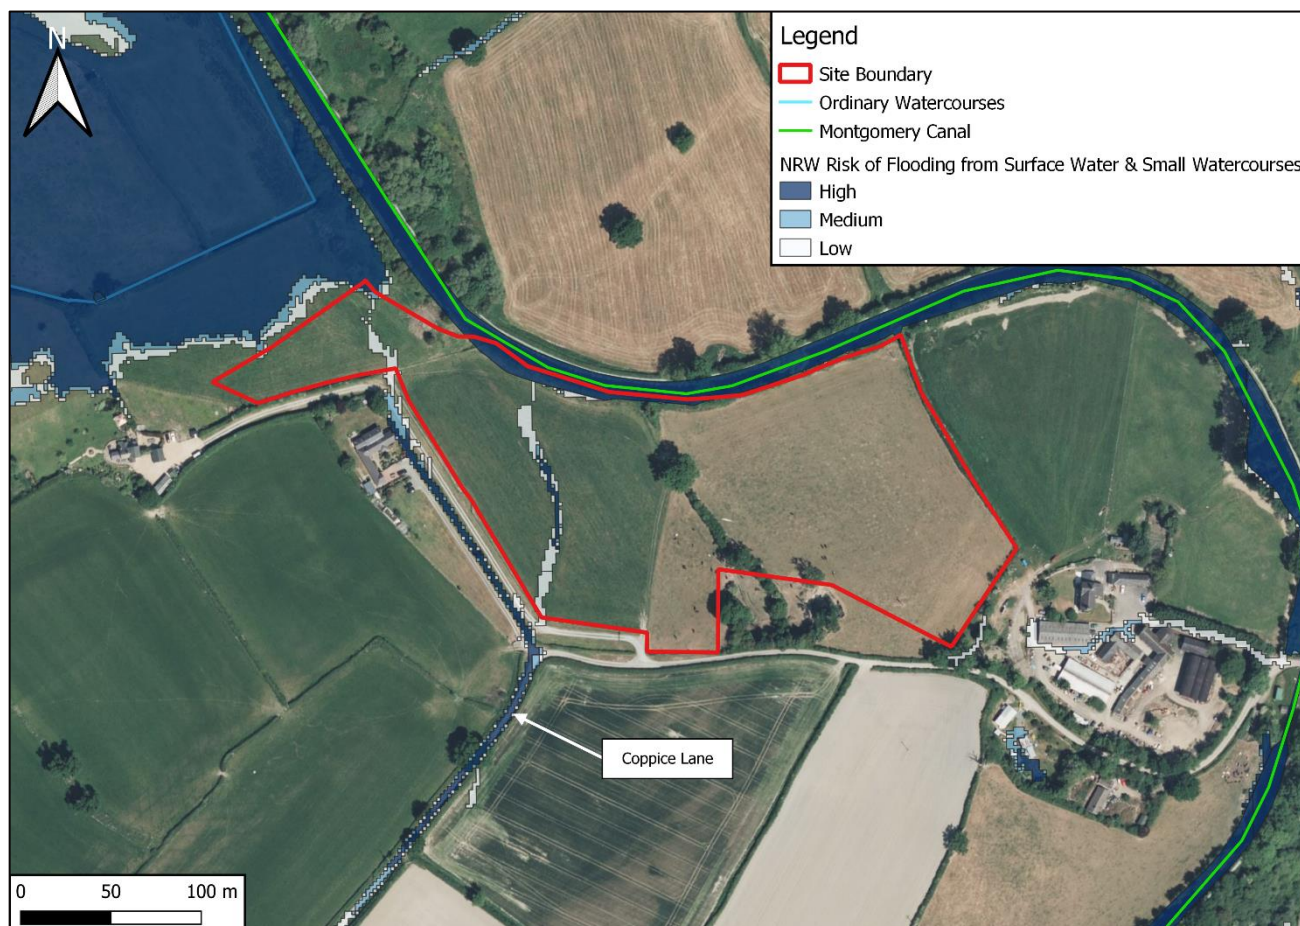 N
Legend
Site Boundary
Ordinary Watercourses
Montgomery Canal
NRW Risk of Flooding from Surface Water & Small Watercourses
High
Medium
Low
Coppice Lane
0 50 100 m